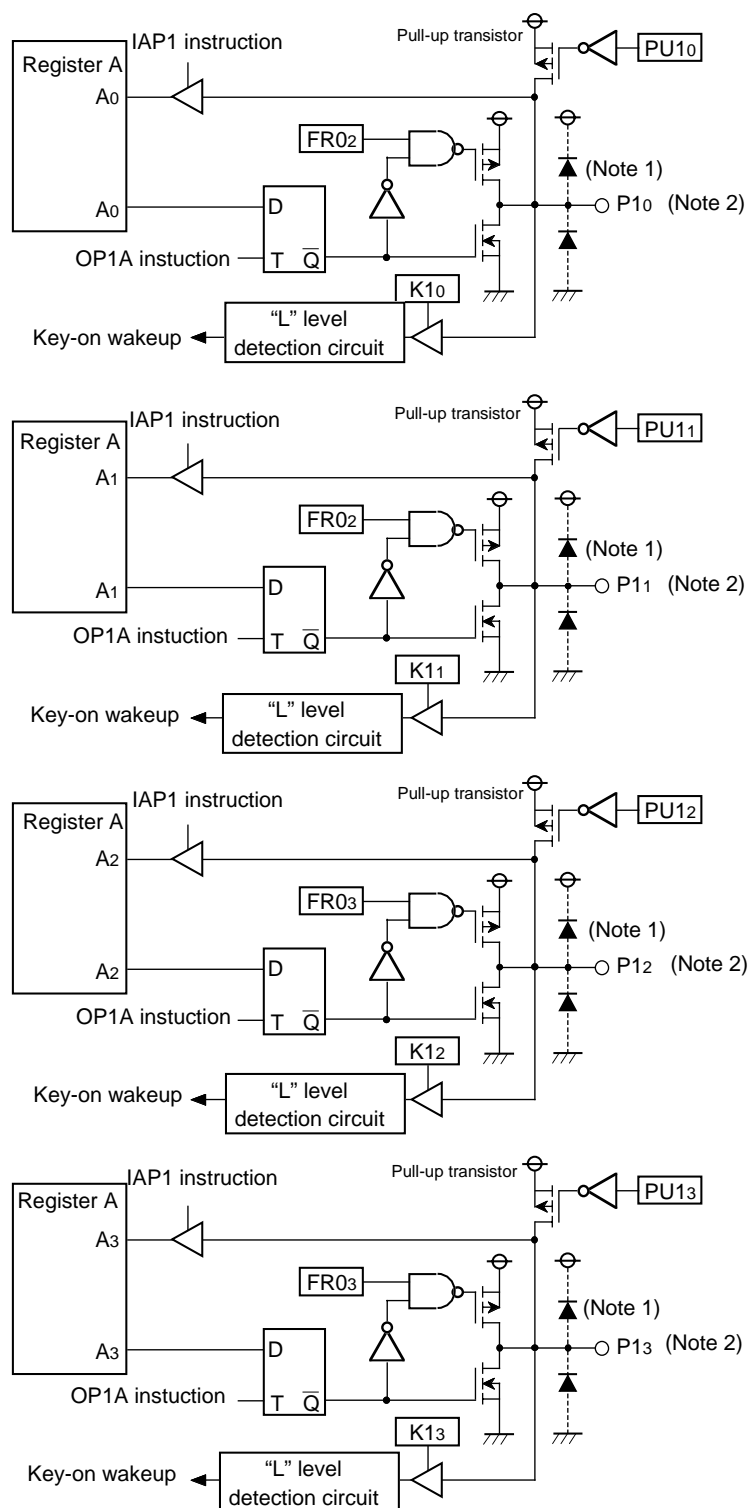 IAP1 instruction
Pull-up transistor
PU10
Register A
A0
FR02
(Note 1)
A0
D
P10 (Note 2)
OP1A instuction
T Q̅
K10
Key-on wakeup
“L” level
detection circuit
IAP1 instruction
Pull-up transistor
PU11
Register A
A1
FR02
(Note 1)
A1
D
P11 (Note 2)
OP1A instuction
T Q̅
K11
Key-on wakeup
“L” level
detection circuit
IAP1 instruction
Pull-up transistor
PU12
Register A
A2
FR03
(Note 1)
A2
D
P12 (Note 2)
OP1A instuction
T Q̅
K12
Key-on wakeup
“L” level
detection circuit
IAP1 instruction
Pull-up transistor
PU13
Register A
A3
FR03
(Note 1)
A3
D
P13 (Note 2)
OP1A instuction
T Q̅
K13
Key-on wakeup
“L” level
detection circuit